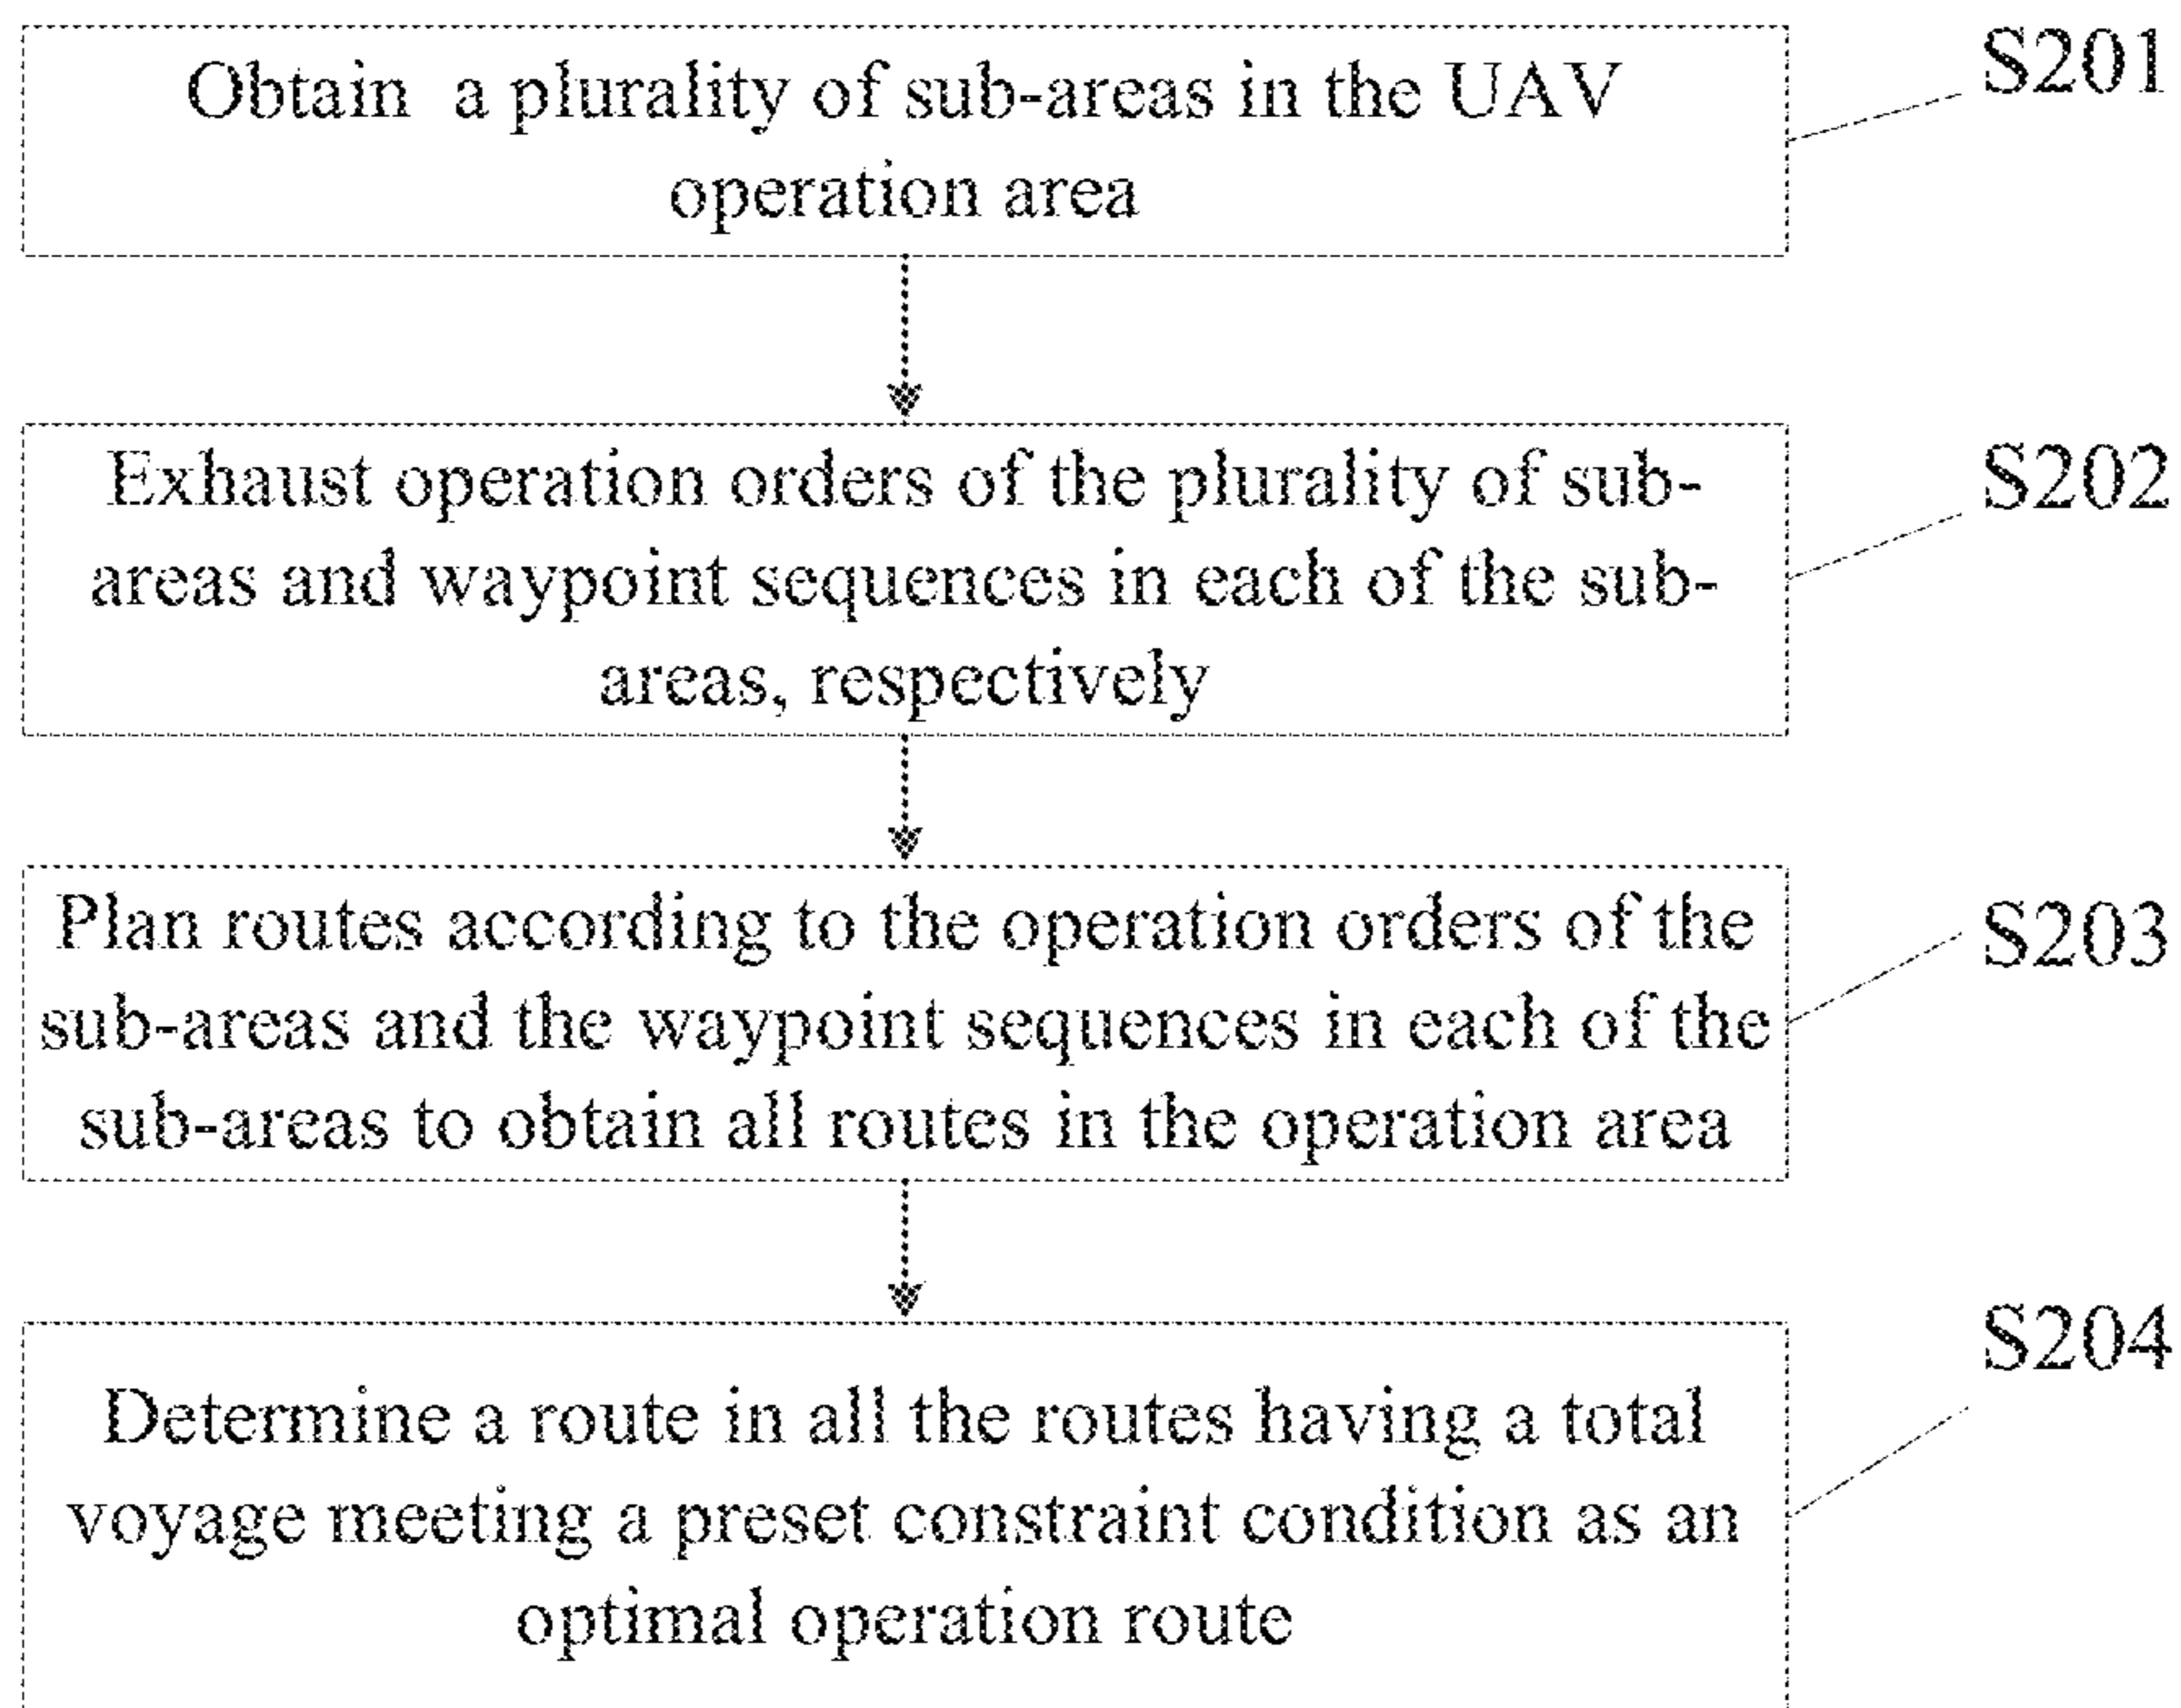 Obtain a plurality of sub-areas in the UAV
operation area
S201
Exhaust operation orders of the plurality of sub-
areas and waypoint sequences in each of the sub-
areas, respectively
S202
Plan routes according to the operation orders of the
sub-areas and the waypoint sequences in each of the
sub-areas to obtain all routes in the operation area
S203
Determine a route in all the routes having a total
voyage meeting a preset constraint condition as an
optimal operation route
S204